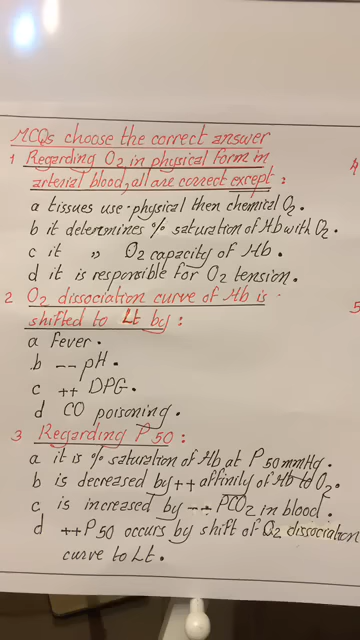 MCQs choose the correct answer
1 Regarding O2 in physical form in
arterial blood, all are correct except:
a tissues use physical then chemical O2.
b it determines % saturation of Hb with O2.
c it " O2 capacity of Hb.
d it is responsible for O2 tension.
2 O2 dissociation curve of Hb is
shifted to Lt by:
a Fever.
b -- pH.
c ++ DPG.
d CO poisoning.
3 Regarding P 50:
a it is % saturation of Hb at P 50 mmHg.
b is decreased by ++ affinity of Hb to O2.
c is increased by -- PCO2 in blood.
d ++ P 50 occurs by shift of O2 dissociation
curve to Lt.
4
5